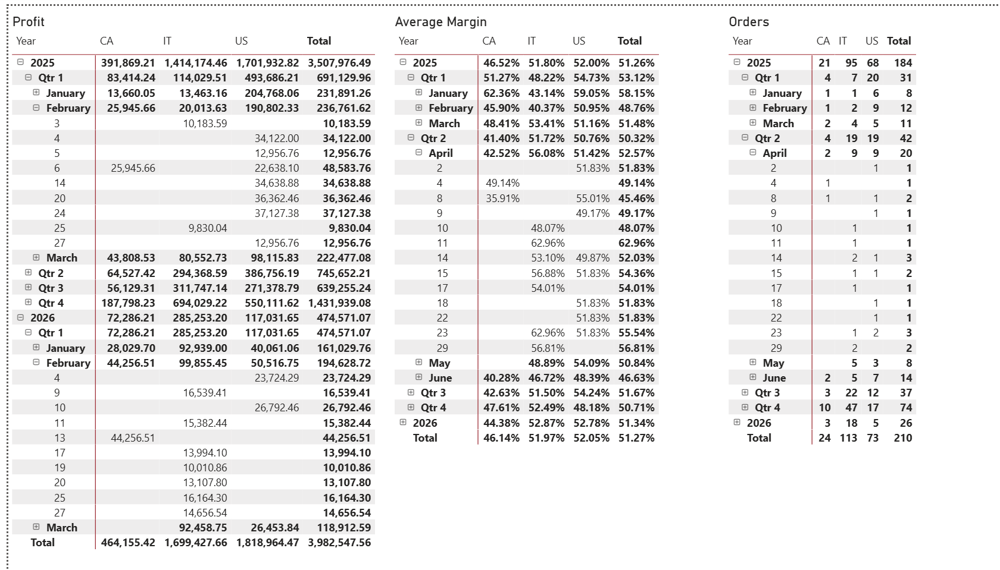 Profit
Year CA IT US Total
2025 391,869.21 1,414,174.46 1,701,932.82 3,507,976.49
Qtr 1 83,414.24 114,029.51 493,686.21 691,129.96
January 13,660.05 13,463.16 204,768.06 231,891.26
February 25,945.66 20,013.63 190,802.33 236,761.62
3 10,183.59 10,183.59
4 34,122.00 34,122.00
5 12,956.76 12,956.76
6 25,945.66 22,638.10 48,583.76
14 34,638.88 34,638.88
20 36,362.46 36,362.46
24 37,127.38 37,127.38
25 9,830.04 9,830.04
27 12,956.76 12,956.76
March 43,808.53 80,552.73 98,115.83 222,477.08
Qtr 2 64,527.42 294,368.59 386,756.19 745,652.21
Qtr 3 56,129.31 311,747.14 271,378.79 639,255.24
Qtr 4 187,798.23 694,029.22 550,111.62 1,431,939.08
2026 72,286.21 285,253.20 117,031.65 474,571.07
Qtr 1 72,286.21 285,253.20 117,031.65 474,571.07
January 28,029.70 92,939.00 40,061.06 161,029.76
February 44,256.51 99,855.45 50,516.75 194,628.72
4 23,724.29 23,724.29
9 16,539.41 16,539.41
10 26,792.46 26,792.46
11 15,382.44 15,382.44
13 44,256.51 44,256.51
17 13,994.10 13,994.10
19 10,010.86 10,010.86
20 13,107.80 13,107.80
25 16,164.30 16,164.30
27 14,656.54 14,656.54
March 92,458.75 26,453.84 118,912.59
Total 464,155.42 1,699,427.66 1,818,964.47 3,982,547.56
Average Margin
Year CA IT US Total
2025 46.52% 51.80% 52.00% 51.26%
Qtr 1 51.27% 48.22% 54.73% 53.12%
January 62.36% 43.14% 59.05% 58.15%
February 45.90% 40.37% 50.95% 48.76%
March 48.41% 53.41% 51.16% 51.48%
Qtr 2 41.40% 51.72% 50.76% 50.32%
April 42.52% 56.08% 51.42% 52.57%
2 51.83% 51.83%
4 49.14% 49.14%
8 35.91% 55.01% 45.46%
9 49.17% 49.17%
10 48.07% 48.07%
11 62.96% 62.96%
14 53.10% 49.87% 52.03%
15 56.88% 51.83% 54.36%
17 54.01% 54.01%
18 51.83% 51.83%
22 51.83% 51.83%
23 62.96% 51.83% 55.54%
29 56.81% 56.81%
May 48.89% 54.09% 50.84%
June 40.28% 46.72% 48.39% 46.63%
Qtr 3 42.63% 51.50% 54.24% 51.67%
Qtr 4 47.61% 52.49% 48.18% 50.71%
2026 44.38% 52.87% 52.78% 51.34%
Total 46.14% 51.97% 52.05% 51.27%
Orders
Year CA IT US Total
2025 21 95 68 184
Qtr 1 4 7 20 31
January 1 1 6 8
February 1 2 9 12
March 2 4 5 11
Qtr 2 4 19 19 42
April 2 9 9 20
2 1 1
4 1 1
8 1 1 2
9 1 1
10 1 1
11 1 1
14 2 1 3
15 1 1 2
17 1 1
18 1 1
22 1 1
23 1 2 3
29 2 2
May 5 3 8
June 2 5 7 14
Qtr 3 3 22 12 37
Qtr 4 10 47 17 74
2026 3 18 5 26
Total 24 113 73 210